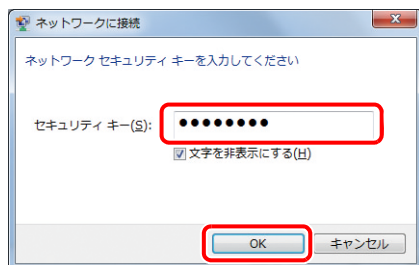 ネットワークに接続
ネットワーク セキュリティ キーを入力してください
セキュリティ キー(S): ●●●●●●●●
文字を非表示にする(H)
OK キャンセル